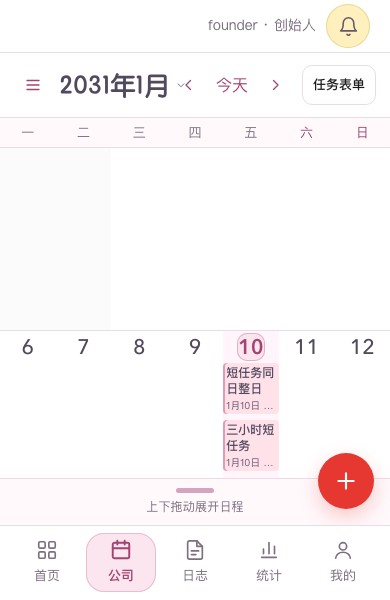 founder · 创始人
2031年1月
今天
任务表单
一 二 三 四 五 六 日
6 7 8 9 10 11 12
短任务同
日整日
1月10日 ...
三小时短
任务
1月10日 ...
上下拖动展开日程
首页 公司 日志 统计 我的